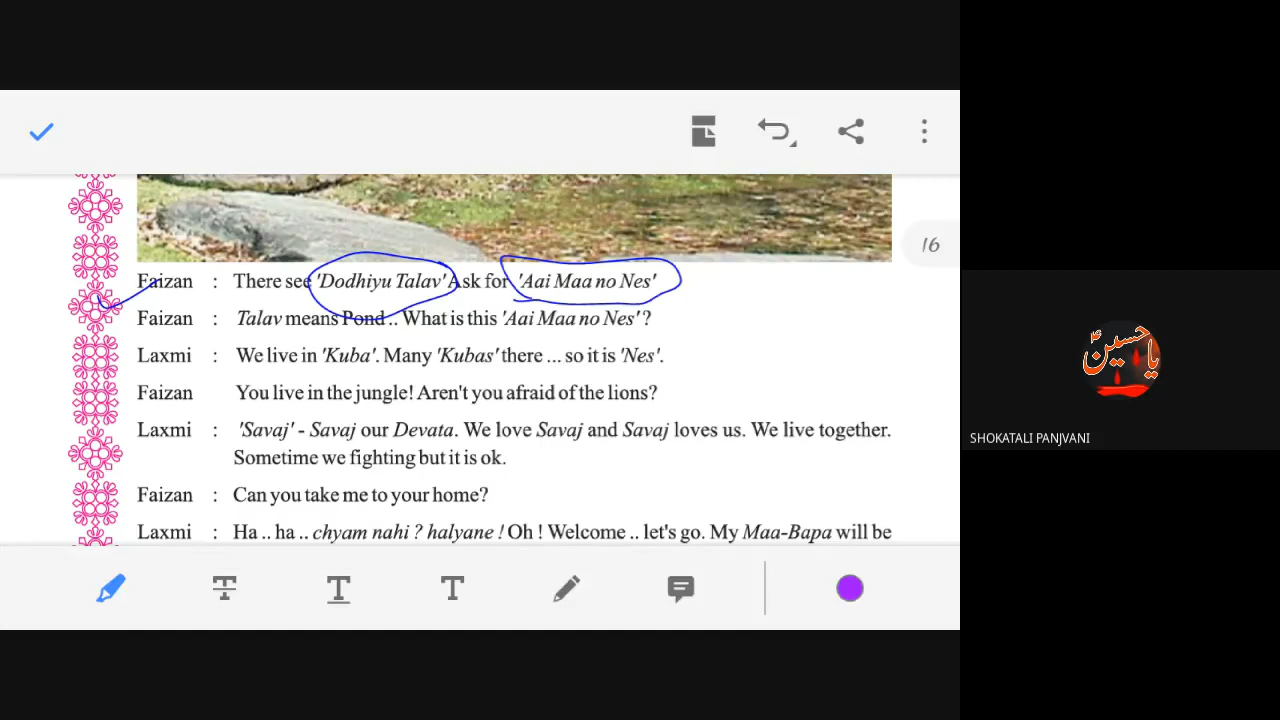 16
Faizan : There see 'Dodhiyu Talav' Ask for 'Aai Maa no Nes'
Faizan : Talav means Pond .. What is this 'Aai Maa no Nes' ?
Laxmi : We live in 'Kuba'. Many 'Kubas' there ... so it is 'Nes'.
Faizan You live in the jungle! Aren't you afraid of the lions?
Laxmi : 'Savaj' - Savaj our Devata. We love Savaj and Savaj loves us. We live together.
Sometime we fighting but it is ok.
Faizan : Can you take me to your home?
Laxmi : Ha .. ha .. chyam nahi ? halyane ! Oh ! Welcome .. let's go. My Maa-Bapa will be
T T T
یا حسینؑ
SHOKATALI PANJVANI